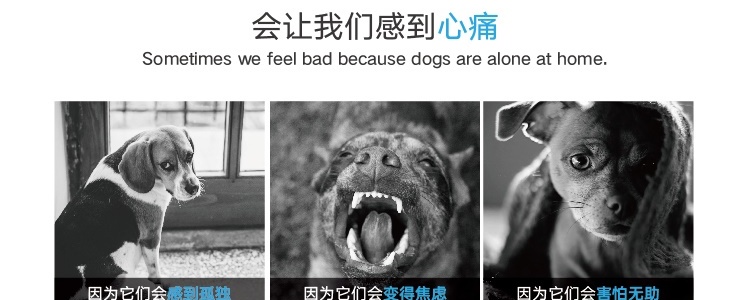 会让我们感到心痛
Sometimes we feel bad because dogs are alone at home.
因为它们会感到孤独
因为它们会变得焦虑
因为它们会害怕无助